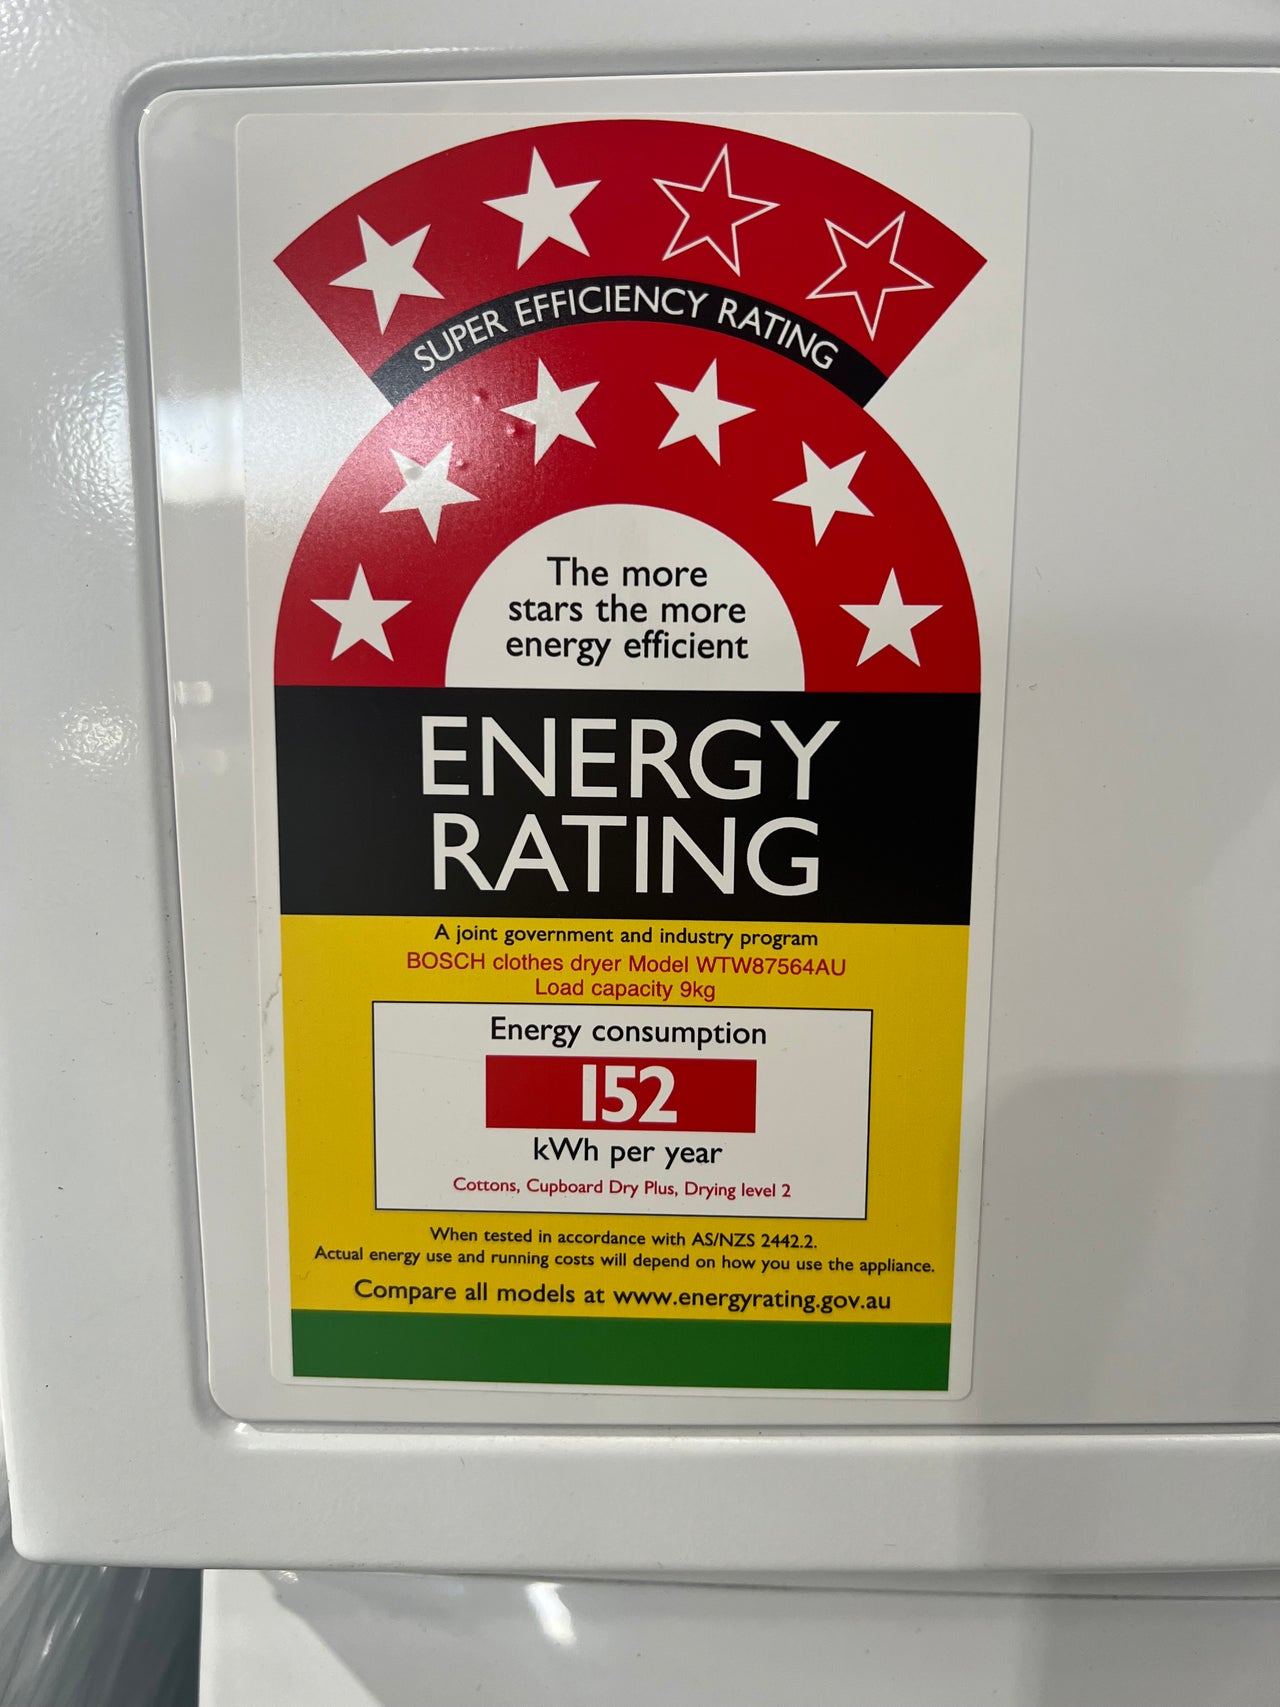 SUPER EFFICIENCY RATING
The more
stars the more
energy efficient
ENERGY
RATING
A joint government and industry program
BOSCH clothes dryer Model WTW87564AU
Load capacity 9kg
Energy consumption
152
kWh per year
Cottons, Cupboard Dry Plus, Drying level 2
When tested in accordance with AS/NZS 2442.2.
Actual energy use and running costs will depend on how you use the appliance.
Compare all models at www.energyrating.gov.au